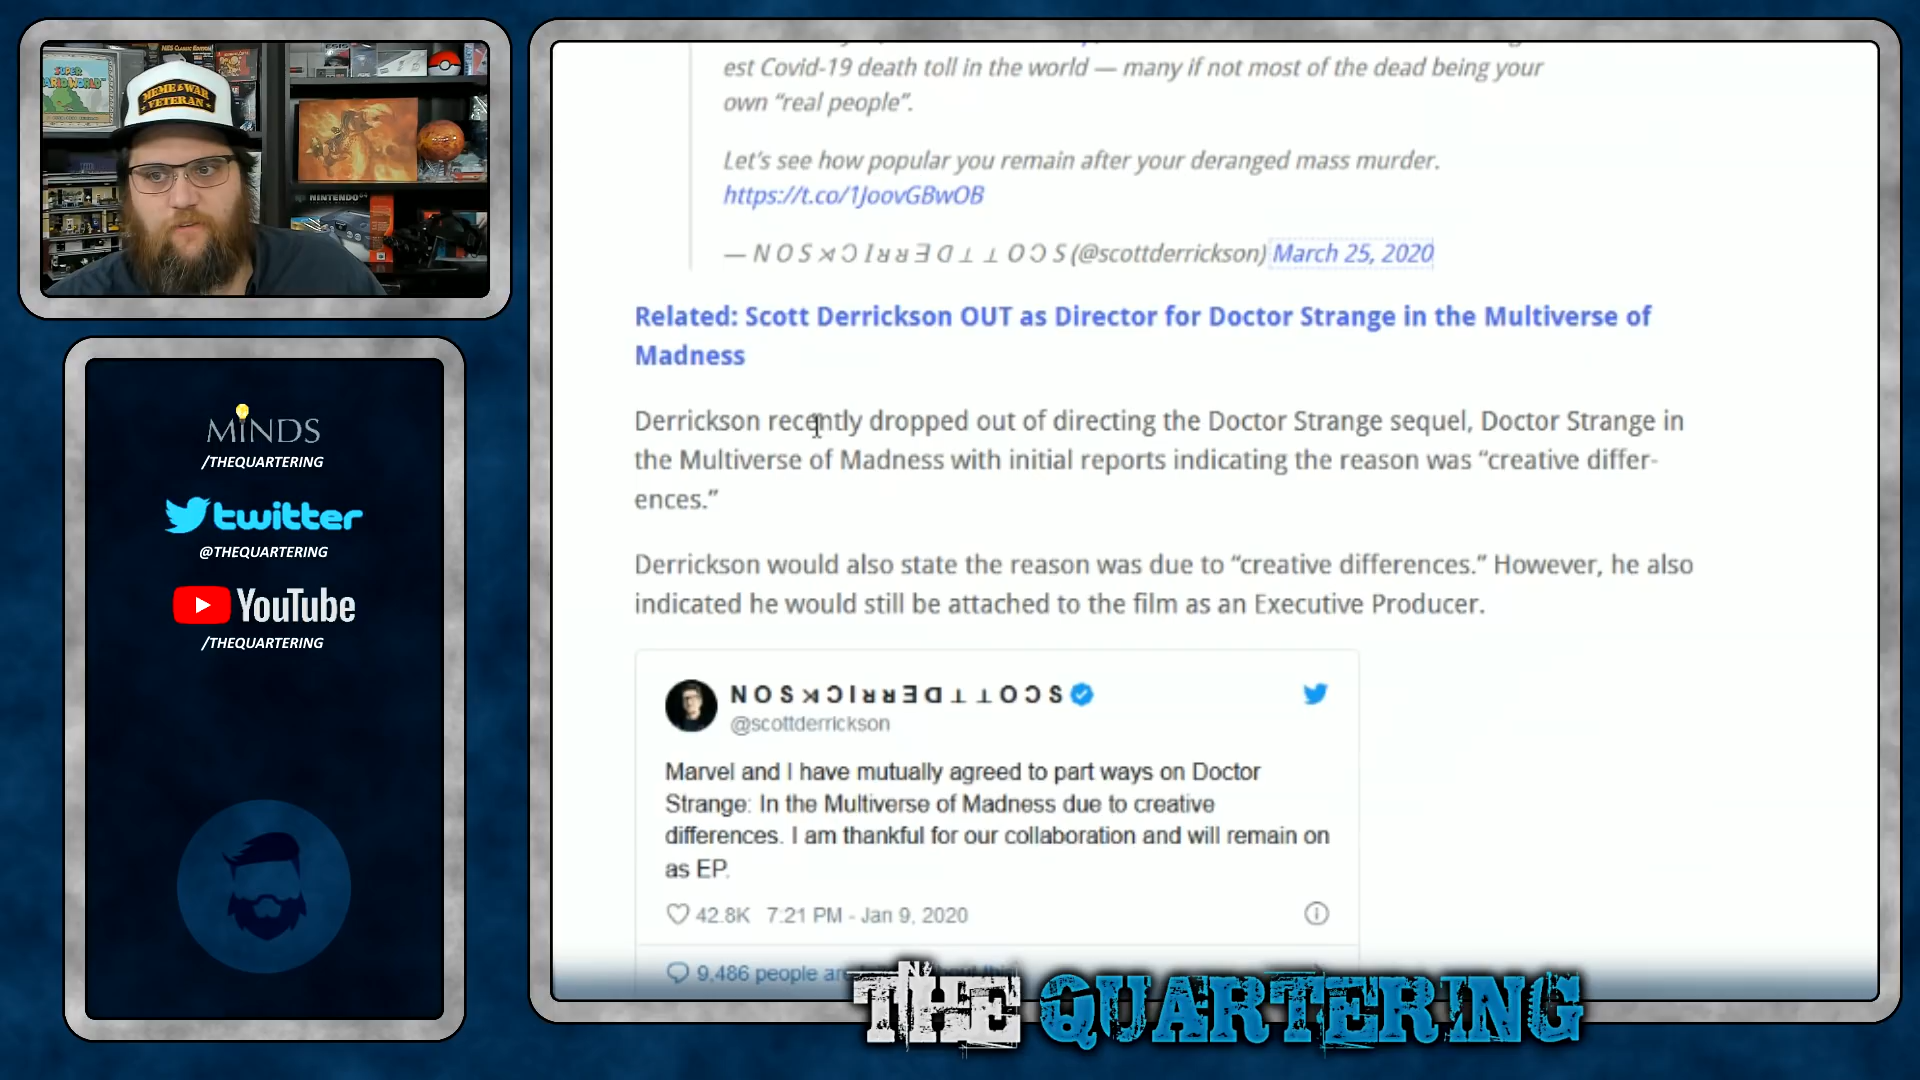 NES CLASSIC EDITION
SUPER
MARIO WORLD
MEME WAR
VETERAN
NINTENDO 64
MINDS
/THEQUARTERING
twitter
@THEQUARTERING
YouTube
/THEQUARTERING
est Covid-19 death toll in the world — many if not most of the dead being your
own “real people”.
Let’s see how popular you remain after your deranged mass murder.
https://t.co/1JoovGBwOB
— N O S ʞ Ɔ I ᴚ ᴚ Ǝ ᗡ ⊥ ⊥ O Ɔ S (@scottderrickson) March 25, 2020
Related: Scott Derrickson OUT as Director for Doctor Strange in the Multiverse of
Madness
Derrickson recently dropped out of directing the Doctor Strange sequel, Doctor Strange in
the Multiverse of Madness with initial reports indicating the reason was “creative differ-
ences.”
Derrickson would also state the reason was due to “creative differences.” However, he also
indicated he would still be attached to the film as an Executive Producer.
N O S ʞ Ɔ I ᴚ ᴚ Ǝ ᗡ ⊥ ⊥ O Ɔ S
@scottderrickson
Marvel and I have mutually agreed to part ways on Doctor
Strange: In the Multiverse of Madness due to creative
differences. I am thankful for our collaboration and will remain on
as EP.
42.8K 7:21 PM - Jan 9, 2020
9,486 people
THE QUARTERING